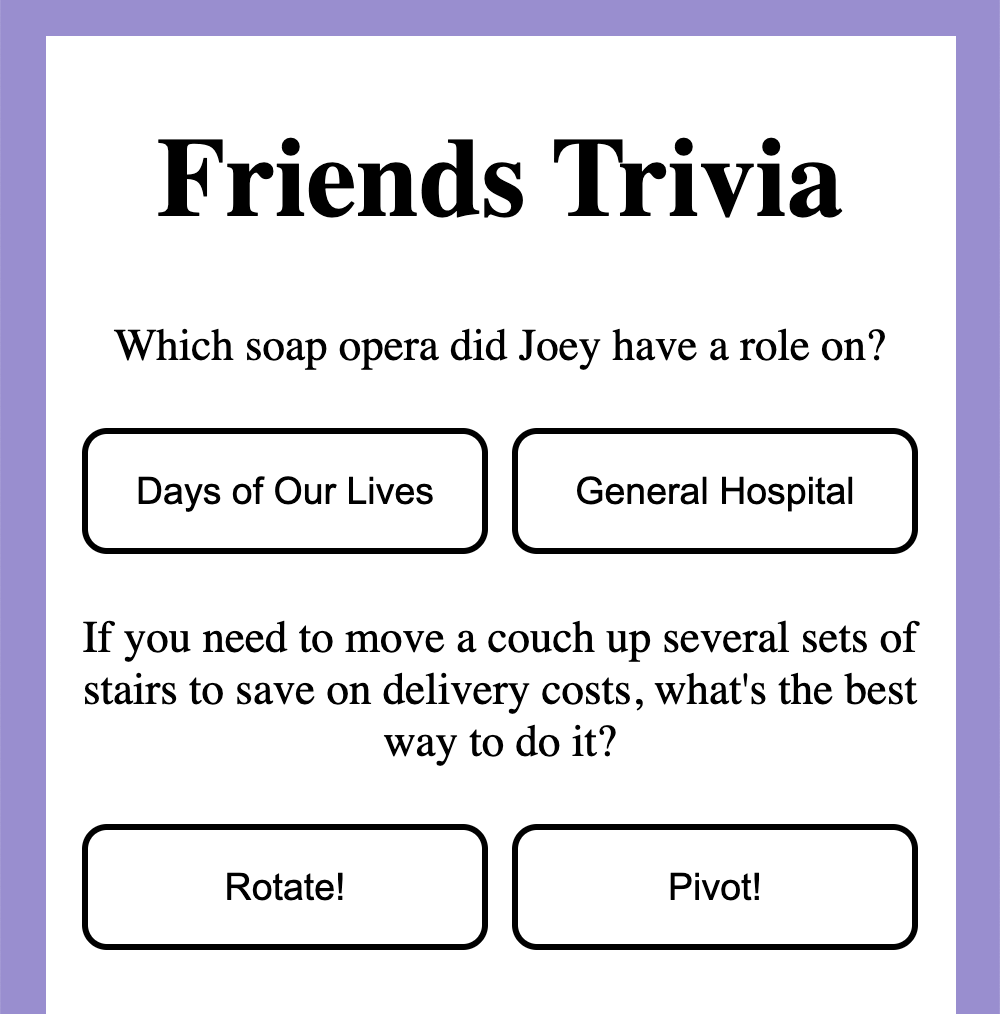 Friends Trivia
Which soap opera did Joey have a role on?
Days of Our Lives
General Hospital
If you need to move a couch up several sets of
stairs to save on delivery costs, what's the best
way to do it?
Rotate!
Pivot!